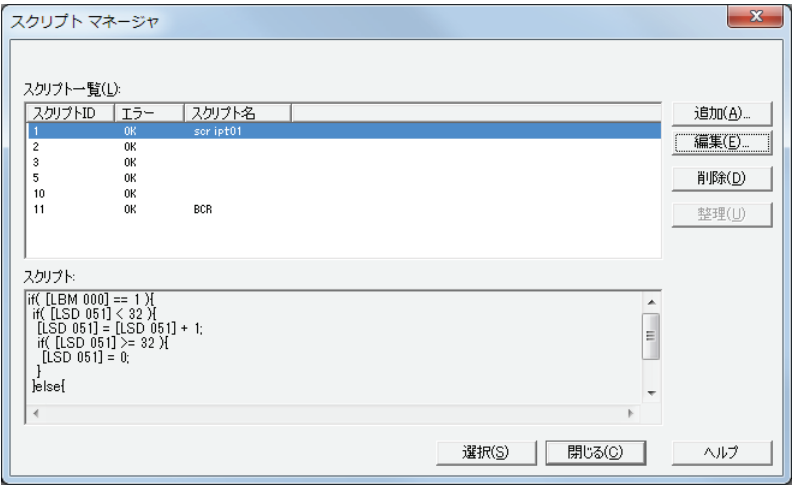 スクリプト マネージャ
スクリプト一覧(L):
スクリプトID エラー スクリプト名
1 OK script01
2 OK
3 OK
5 OK
10 OK
11 OK BCR
追加(A)...
編集(E)...
削除(D)
整理(U)
スクリプト:
if( [LBM 000] == 1 ){
if( [LSD 051] < 32 ){
[LSD 051] = [LSD 051] + 1;
if( [LSD 051] >= 32 ){
[LSD 051] = 0;
}
}else{
選択(S) 閉じる(C) ヘルプ